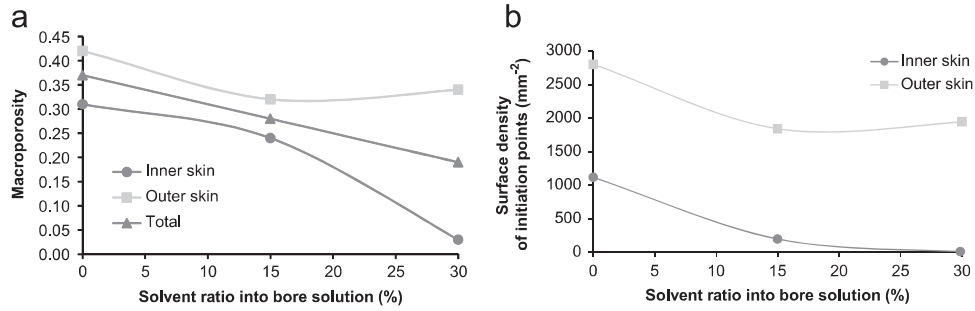 a
0.45
0.40
0.35
0.30
0.25
0.20
0.15
0.10
0.05
0.00
Macroporosity
Inner skin
Outer skin
Total
0 5 10 15 20 25 30
Solvent ratio into bore solution (%)
b
3000
2500
2000
1500
1000
500
0
Surface density
of initiation points (mm⁻²)
Inner skin
Outer skin
0 5 10 15 20 25 30
Solvent ratio into bore solution (%)